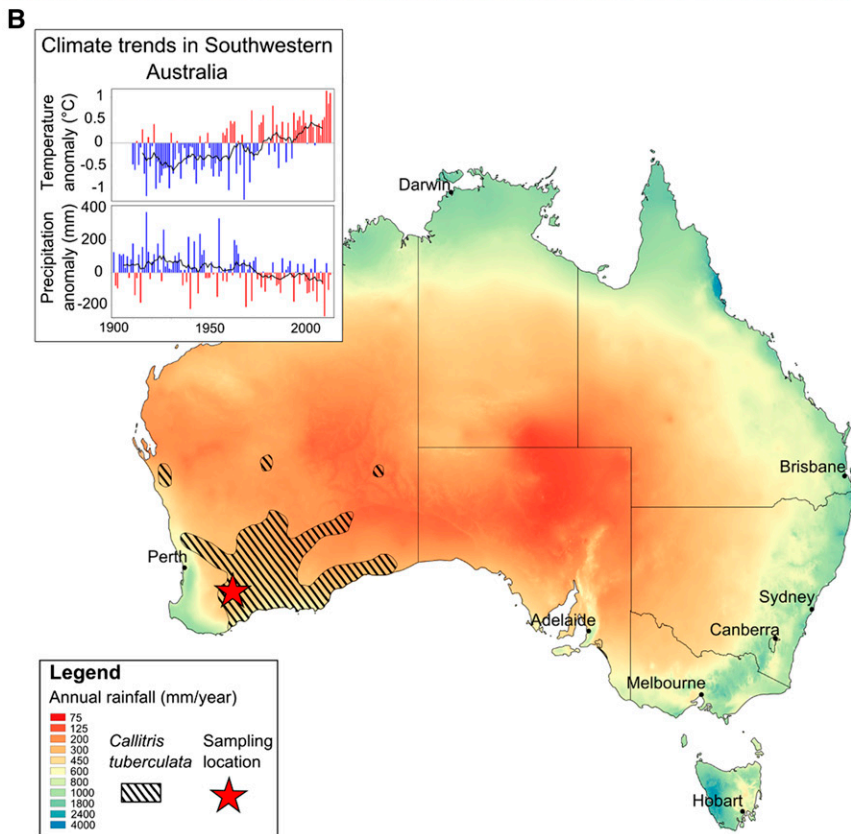 B
Climate trends in Southwestern
Australia
Temperature
anomaly (°C)
1
0.5
0
-0.5
-1
Precipitation
anomaly (mm)
400
200
0
-200
1900 1950 2000
Darwin
Brisbane
Perth
Sydney
Adelaide
Canberra
Melbourne
Hobart
Legend
Annual rainfall (mm/year)
75
125
200
300
450
600
800
1000
1800
2400
4000
Callitris
tuberculata
Sampling
location